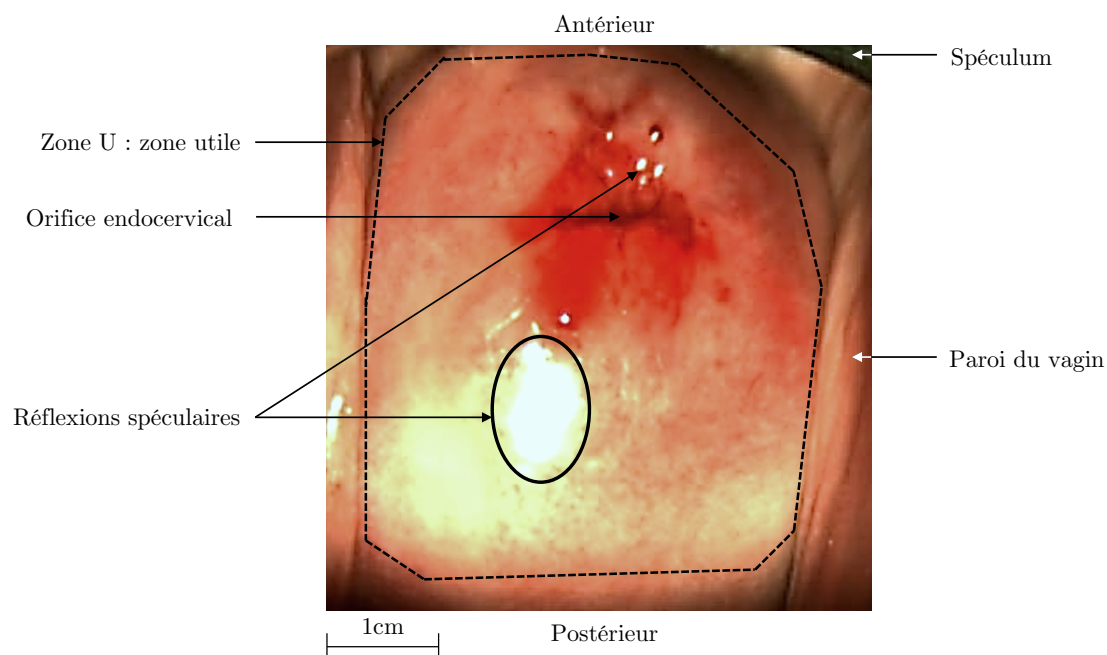 Antérieur
Spéculum
Zone U : zone utile
Orifice endocervical
Paroi du vagin
Réflexions spéculaires
1cm
Postérieur